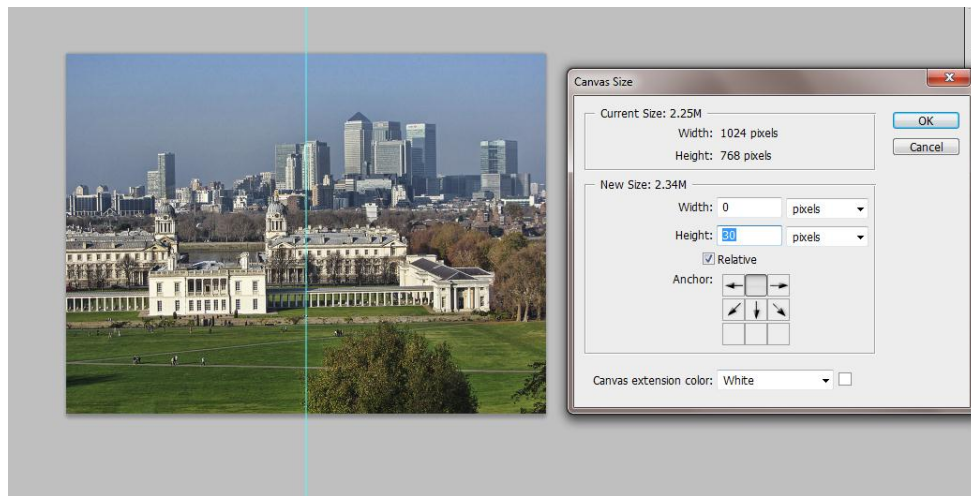 Canvas Size
Current Size: 2.25M
Width: 1024 pixels
Height: 768 pixels
OK
Cancel
New Size: 2.34M
Width: 0 pixels
Height: 30 pixels
Relative
Anchor:
Canvas extension color: White